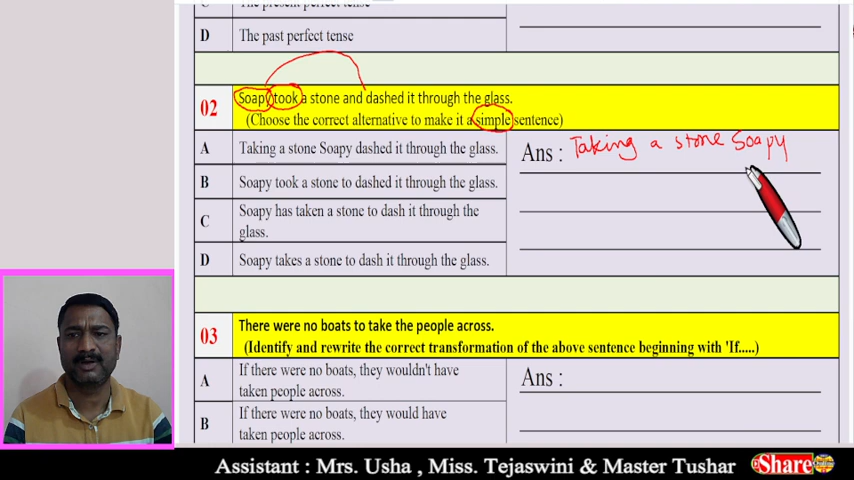 C The present perfect tense
D The past perfect tense
02 Soapy took a stone and dashed it through the glass.
(Choose the correct alternative to make it a simple sentence)
A Taking a stone Soapy dashed it through the glass.
Ans : Taking a stone Soapy
B Soapy took a stone to dashed it through the glass.
C Soapy has taken a stone to dash it through the
glass.
D Soapy takes a stone to dash it through the glass.
03 There were no boats to take the people across.
(Identify and rewrite the correct transformation of the above sentence beginning with 'If.....)
A If there were no boats, they wouldn't have
taken people across.
Ans :
B If there were no boats, they would have
taken people across.
Assistant : Mrs. Usha , Miss. Tejaswini & Master Tushar
Share